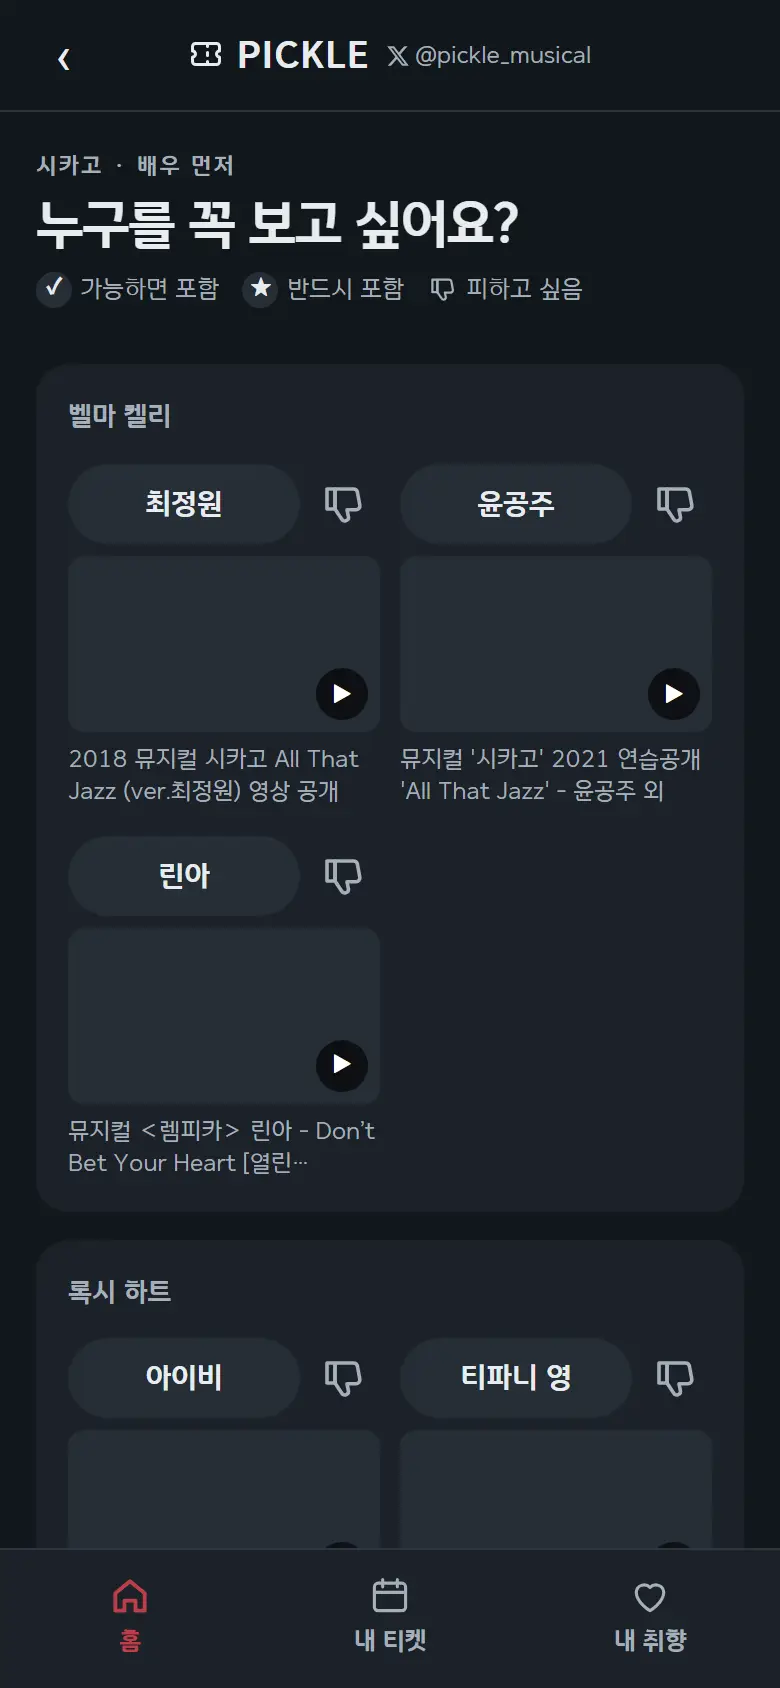 PICKLE @pickle_musical
시카고 · 배우 먼저
누구를 꼭 보고 싶어요?
가능하면 포함 반드시 포함 피하고 싶음
벨마 켈리
최정원 윤공주
2018 뮤지컬 시카고 All That
Jazz (ver.최정원) 영상 공개
뮤지컬 '시카고' 2021 연습공개
'All That Jazz' - 윤공주 외
린아
뮤지컬 <렘피카> 린아 - Don't
Bet Your Heart [열린…
록시 하트
아이비 티파니 영
홈 내 티켓 내 취향